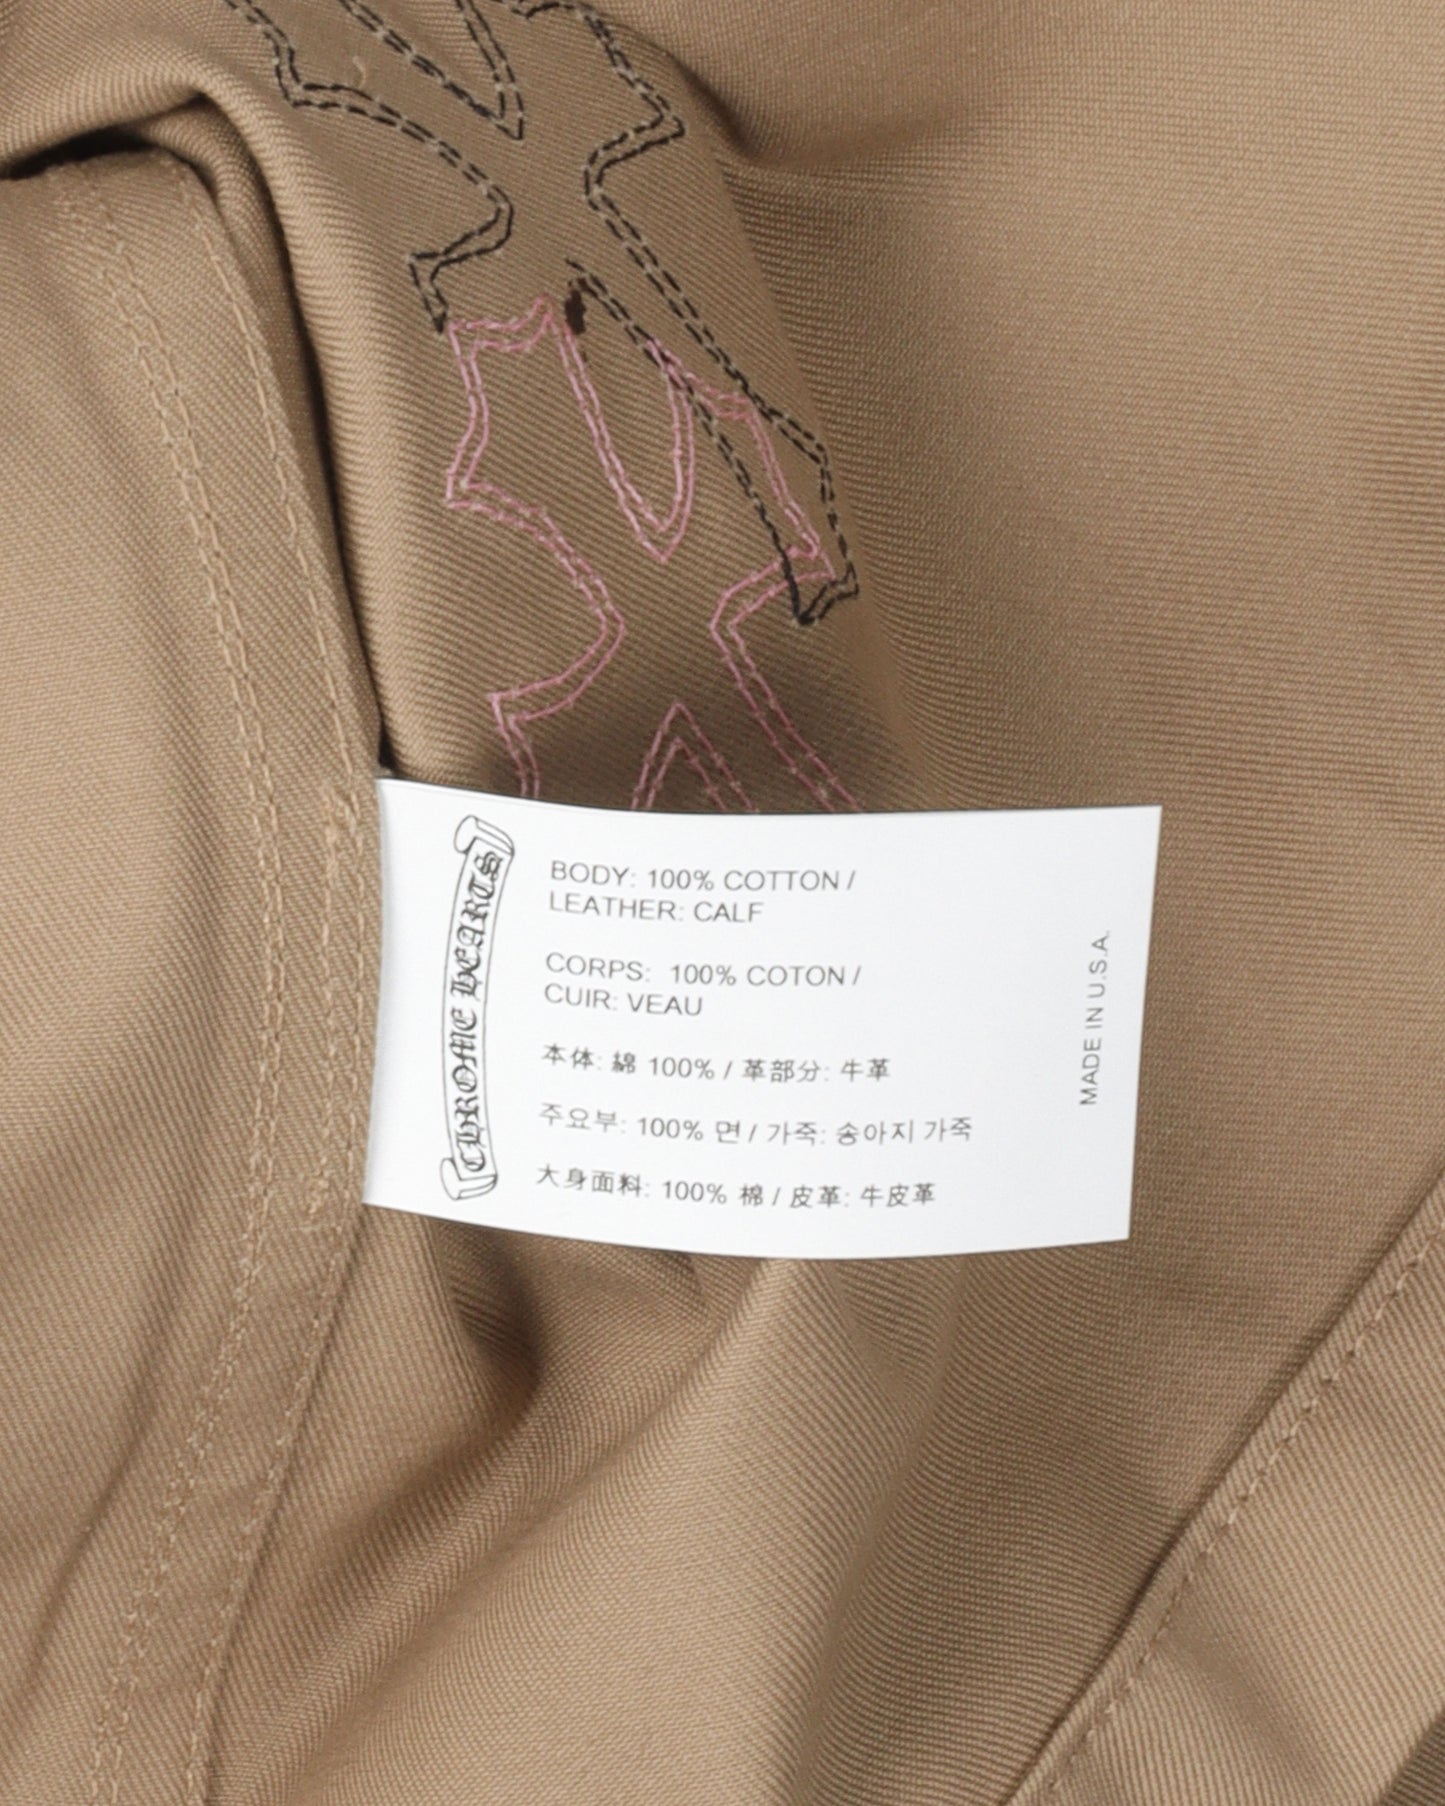 CHROME HEARTS
BODY: 100% COTTON /
LEATHER: CALF
CORPS: 100% COTON /
CUIR: VEAU
本体: 綿 100% / 革部分: 牛革
주요부: 100% 면 / 가죽: 송아지 가죽
大身面料: 100% 棉 / 皮革: 牛皮革
MADE IN U.S.A.